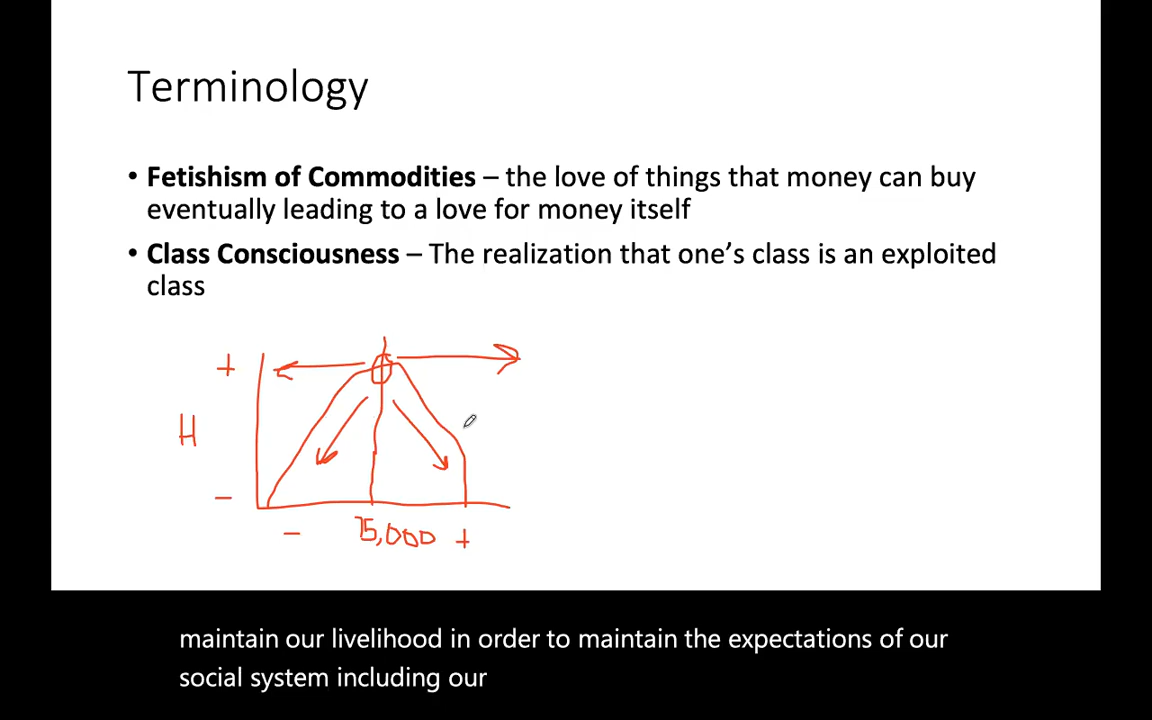 Terminology
• Fetishism of Commodities – the love of things that money can buy
eventually leading to a love for money itself
• Class Consciousness – The realization that one's class is an exploited
class
+
H
−
− 75,000 +
maintain our livelihood in order to maintain the expectations of our
social system including our